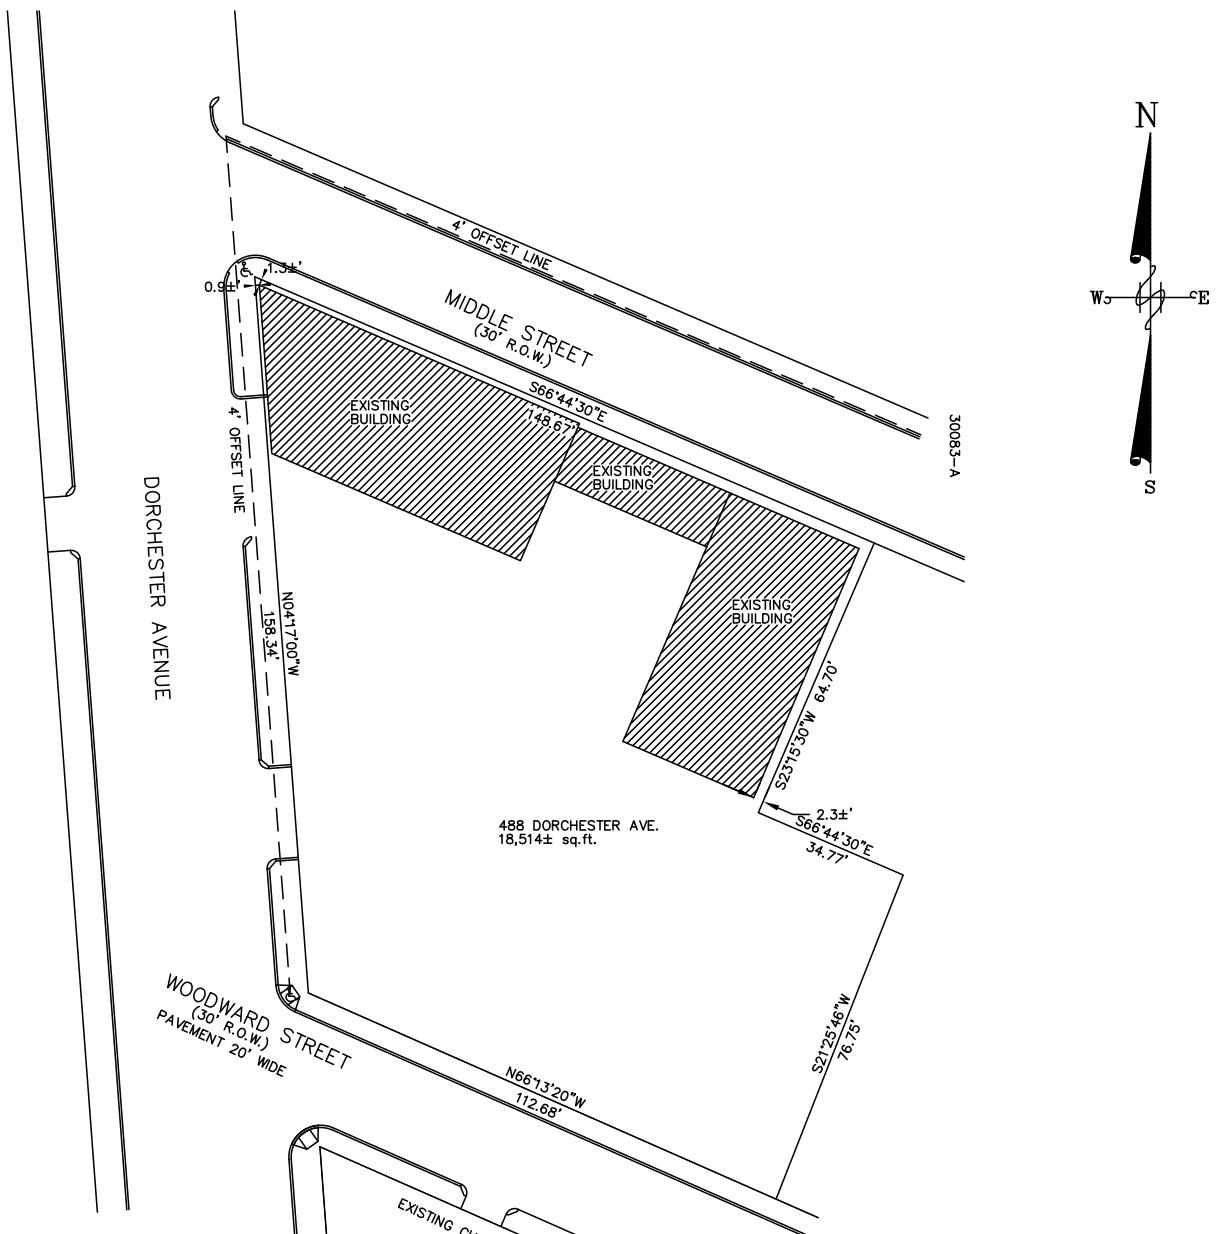 N
W
E
S
4' OFFSET LINE
1.3±'
0.9±'
MIDDLE STREET
(30' R.O.W.)
S66°44'30"E
148.67'
EXISTING
BUILDING
EXISTING
BUILDING
30083-A
4' OFFSET LINE
DORCHESTER AVENUE
N04°17'00"W
158.34'
EXISTING
BUILDING
S23°15'30"W 64.70'
2.3±'
S66°44'30"E
34.77'
488 DORCHESTER AVE.
18,514± sq.ft.
WOODWARD STREET
(30' R.O.W.)
PAVEMENT 20' WIDE
S21°25'46"W
76.75'
N66°13'20"W
112.68'
EXISTING